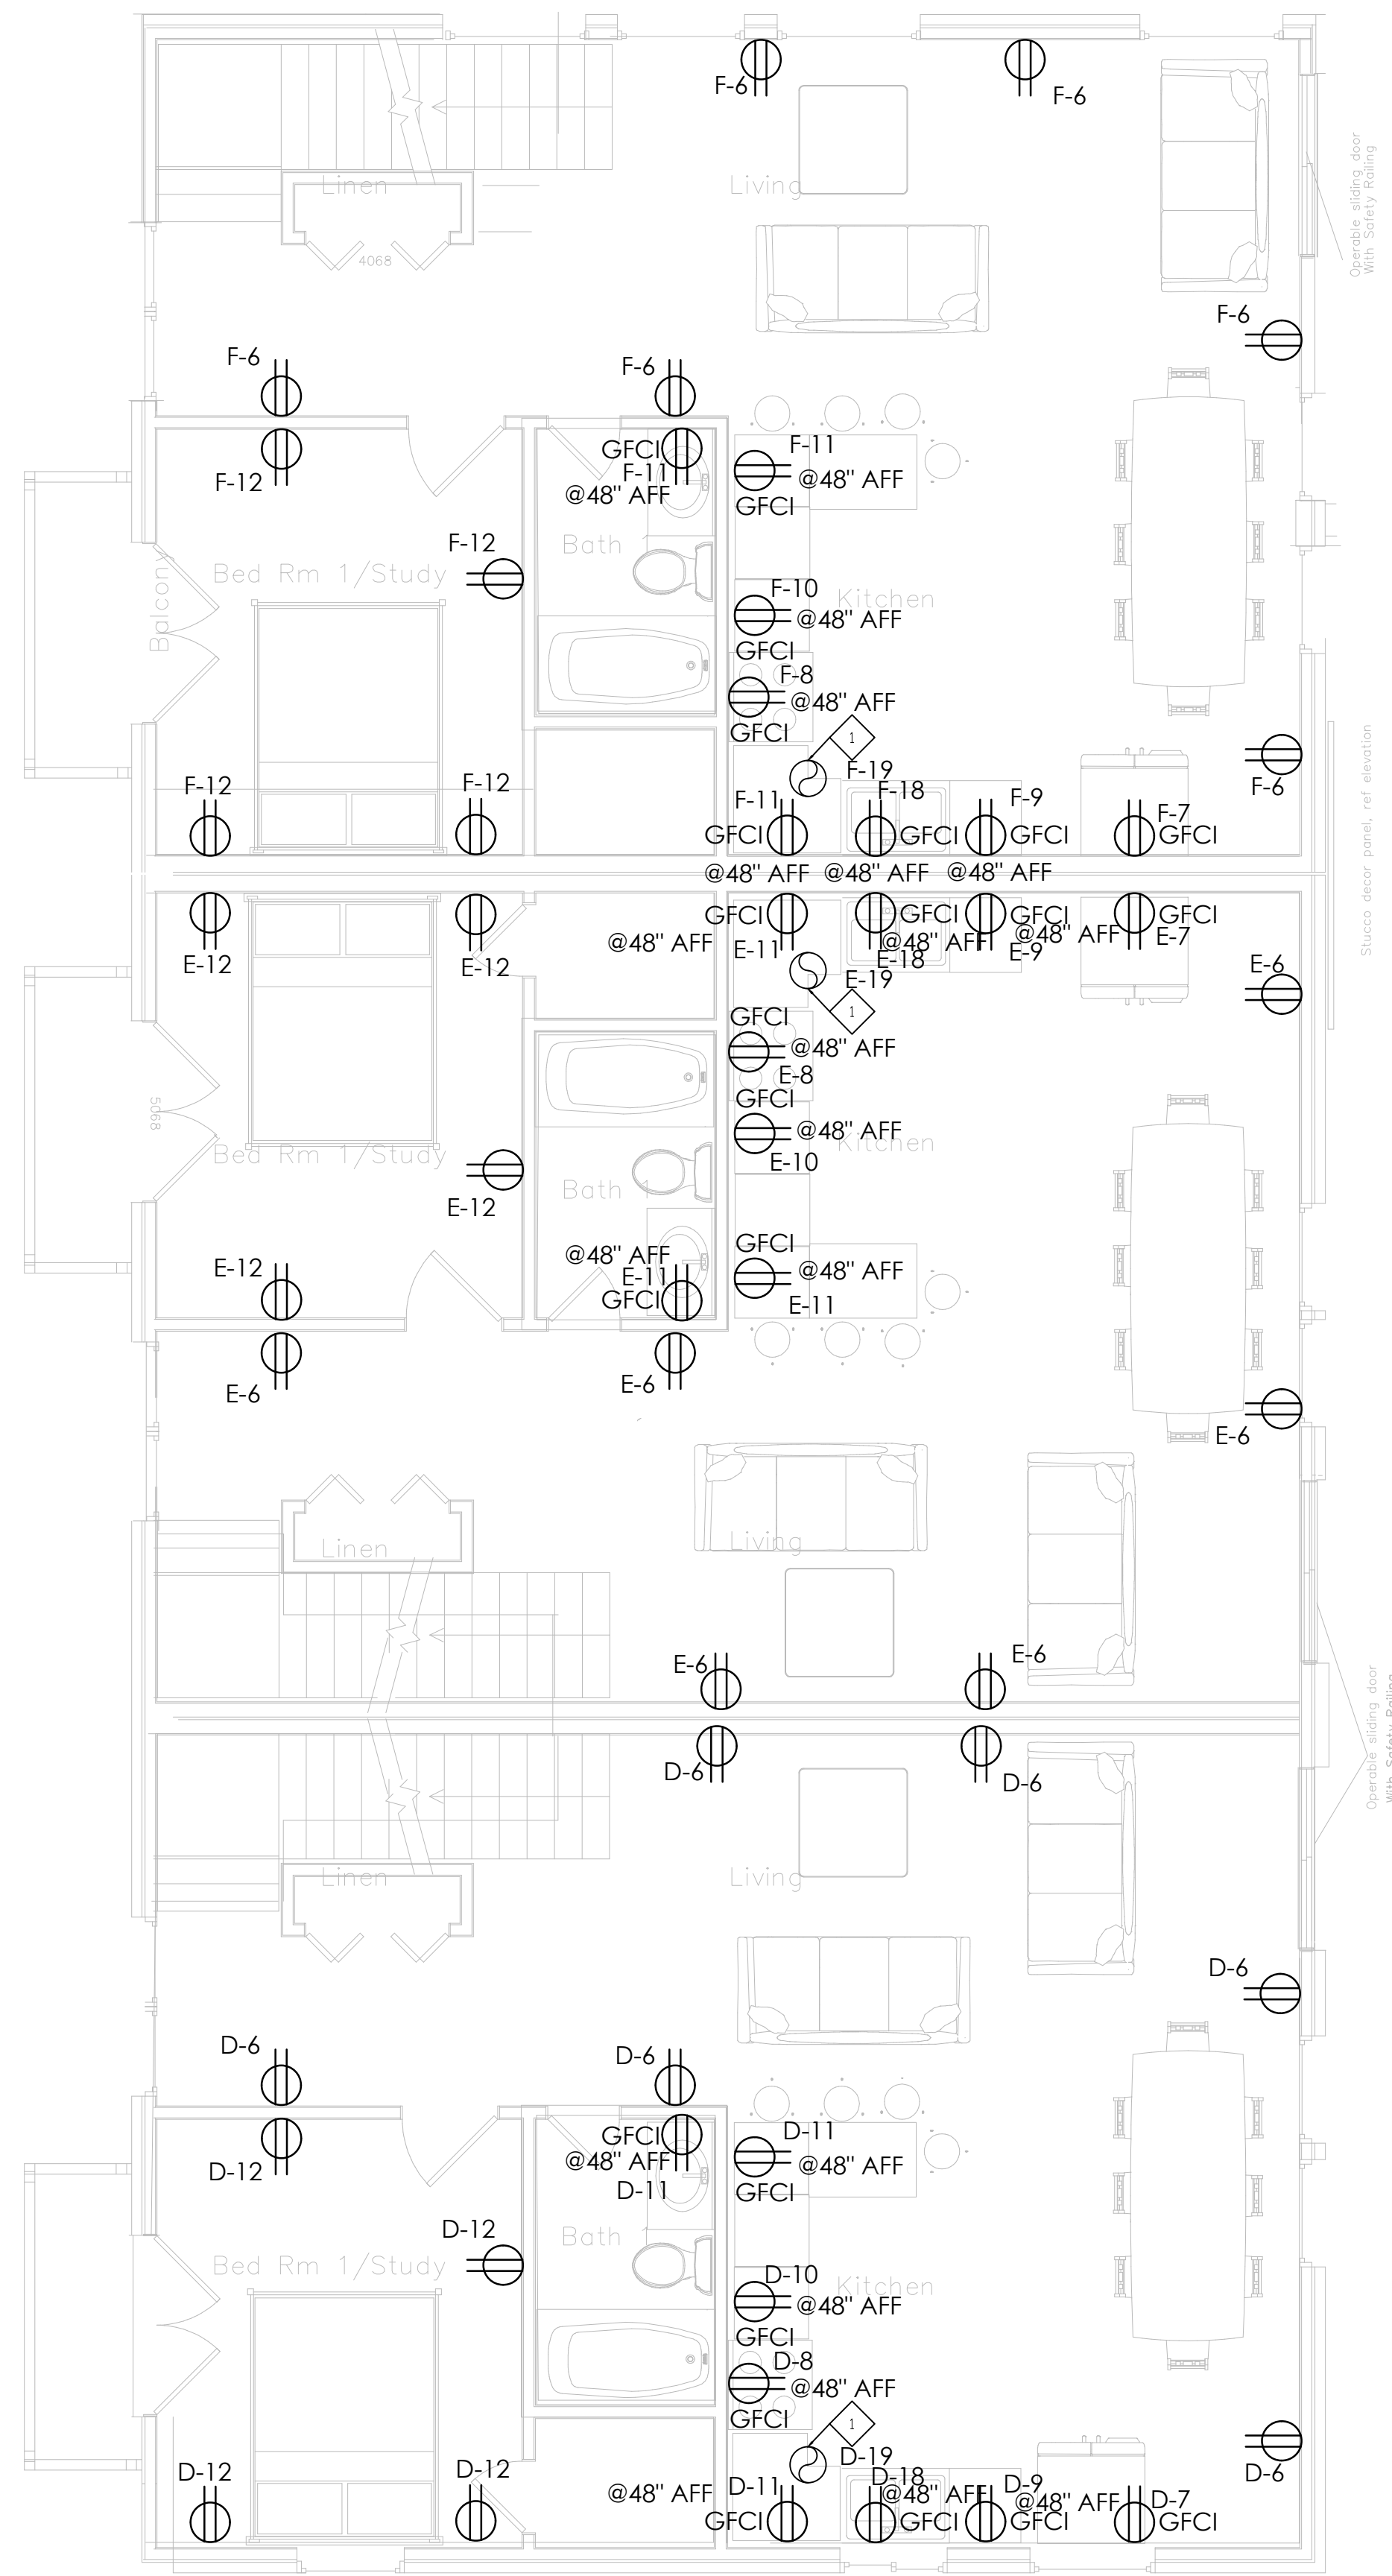 F-6
F-6
Linen
Living
4068
Operable sliding door
With Safety Railing
F-6
F-6
F-6
F-12
GFCI
F-11
@48" AFF
F-11
@48" AFF
GFCI
F-12
Bath
Bed Rm 1/Study
Balcony
F-10
@48" AFF
Kitchen
GFCI
F-8
@48" AFF
GFCI
1
F-19
F-18
F-6
F-12
F-12
F-11
F-9
F-7
GFCI
GFCI
GFCI
GFCI
@48" AFF
@48" AFF
@48" AFF
Stucco decor panel, ref elevation
GFCI
GFCI
GFCI
GFCI
E-12
E-12
@48" AFF
E-11
@48" AFF
E-18
@48" AFF
E-9
E-7
E-6
E-19
1
GFCI
@48" AFF
E-8
GFCI
@48" AFF
E-10
Kitchen
5068
Bed Rm 1/Study
Bath 1
E-12
@48" AFF
E-11
GFCI
GFCI
@48" AFF
E-11
E-12
E-6
E-6
E-6
Linen
Living
E-6
E-6
Operable sliding door
With Safety Railing
D-6
D-6
Linen
Living
D-6
D-6
D-6
D-12
GFCI
@48" AFF
D-11
D-11
@48" AFF
GFCI
D-12
Bath
Bed Rm 1/Study
D-10
@48" AFF
Kitchen
GFCI
D-8
@48" AFF
GFCI
1
D-19
D-18
D-6
D-12
D-12
@48" AFF
D-11
@48" AFF
D-9
@48" AFF
D-7
GFCI
GFCI
GFCI
GFCI